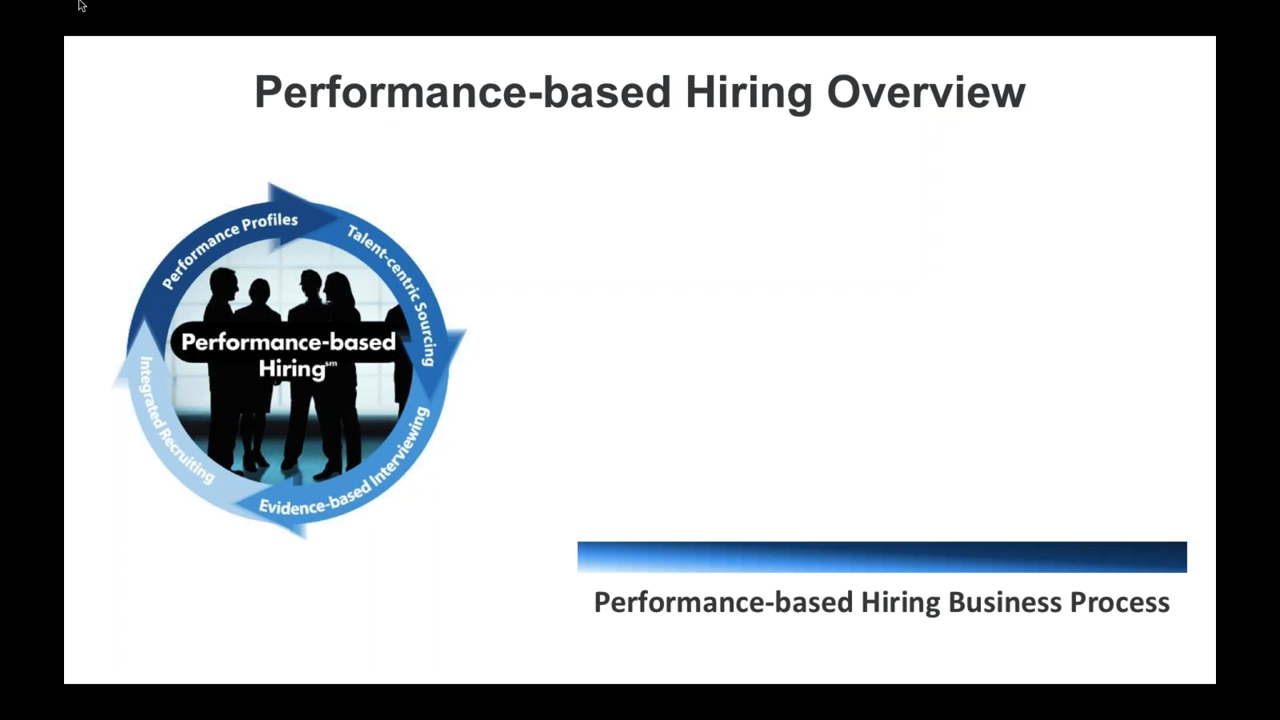 Performance-based Hiring Overview
Performance Profiles
Talent-centric Sourcing
Performance-based
Hiring℠
Integrated Recruiting
Evidence-based Interviewing
Performance-based Hiring Business Process